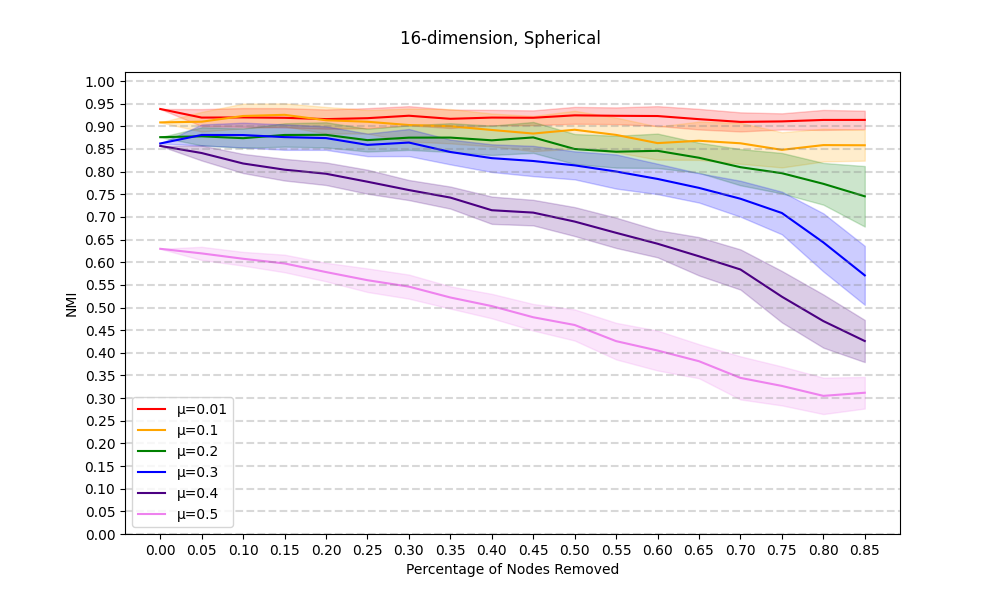 16-dimension, Spherical
1.00
0.95
0.90
0.85
0.80
0.75
0.70
0.65
0.60
0.55
0.50
0.45
0.40
0.35
0.30
0.25
0.20
0.15
0.10
0.05
0.00
NMI
μ=0.01
μ=0.1
μ=0.2
μ=0.3
μ=0.4
μ=0.5
0.00 0.05 0.10 0.15 0.20 0.25 0.30 0.35 0.40 0.45 0.50 0.55 0.60 0.65 0.70 0.75 0.80 0.85
Percentage of Nodes Removed